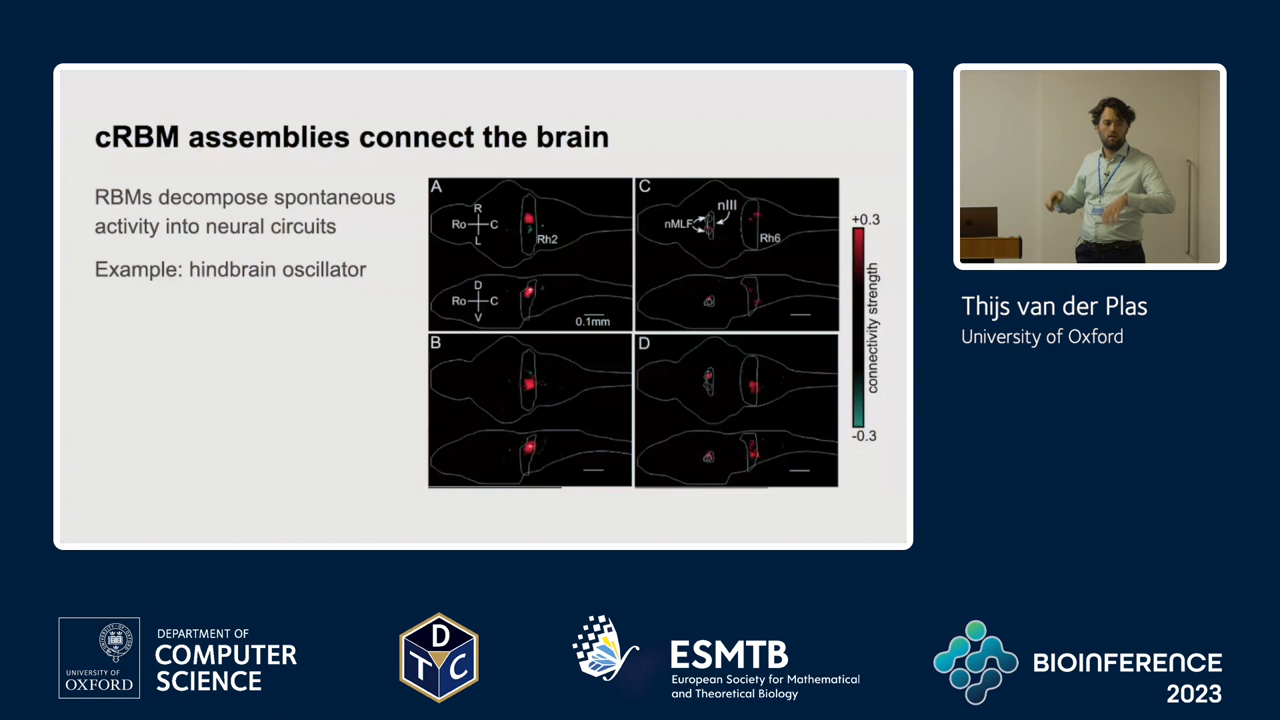 cRBM assemblies connect the brain
RBMs decompose spontaneous
activity into neural circuits
Example: hindbrain oscillator
A
R
Ro
C
L
Rh2
D
Ro
C
V
0.1mm
C
nIII
nMLF
Rh6
B
D
+0.3
connectivity strength
-0.3
Thijs van der Plas
University of Oxford
UNIVERSITY OF
OXFORD
DEPARTMENT OF
COMPUTER
SCIENCE
D
T C
ESMTB
European Society for Mathematical
and Theoretical Biology
BIOINFERENCE
2023